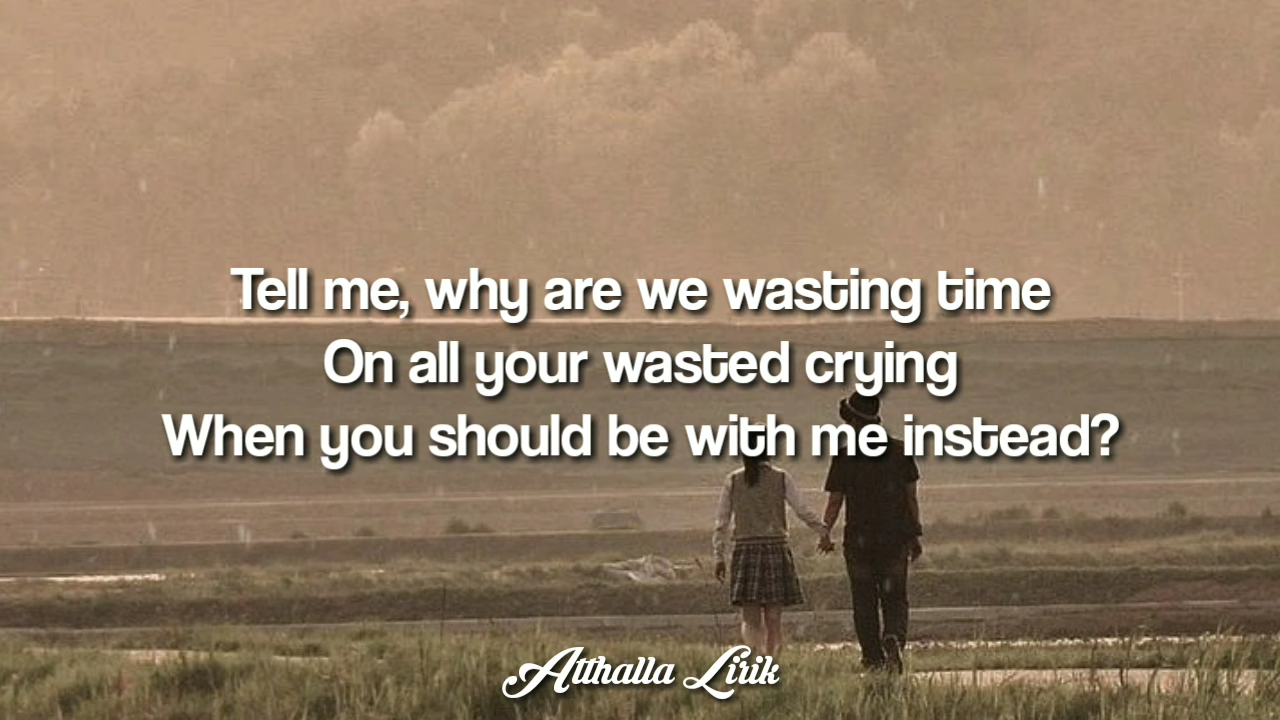 Tell me, why are we wasting time
On all your wasted crying
When you should be with me instead?
Atthalla Lirik